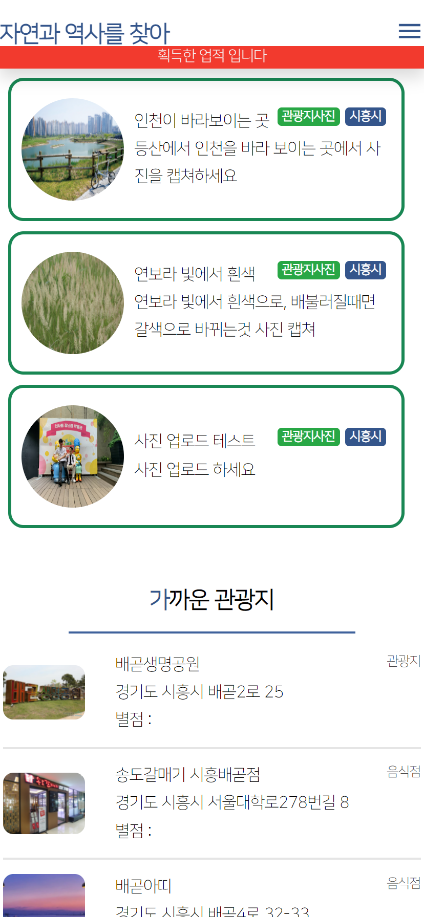 자연과 역사를 찾아
획득한 업적 입니다
인천이 바라보이는 곳 관광지사진 시흥시
등산에서 인천을 바라 보이는 곳에서 사
진을 캡쳐하세요
연보라 빛에서 흰색 관광지사진 시흥시
연보라 빛에서 흰색으로, 배불러질때면
갈색으로 바뀌는것 사진 캡쳐
사진 업로드 테스트 관광지사진 시흥시
사진 업로드 하세요
가까운 관광지
배곧생명공원 관광지
경기도 시흥시 배곧2로 25
별점 :
송도갈매기 시흥배곧점 음식점
경기도 시흥시 서울대학로278번길 8
별점 :
배곧아띠 음식점
경기도 시흥시 배곧4로 32-33